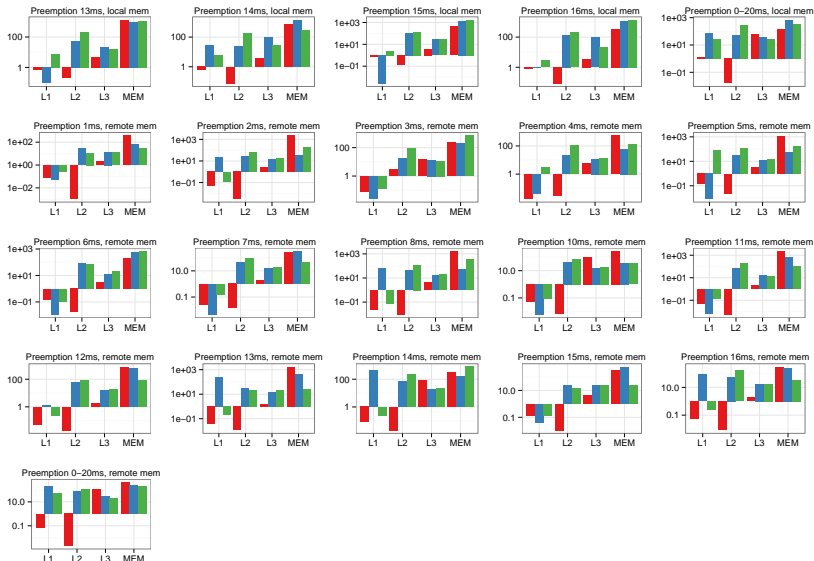 Preemption 13ms, local mem
100
1
L1 L2 L3 MEM
Preemption 14ms, local mem
100
1
L1 L2 L3 MEM
Preemption 15ms, local mem
1e+03
1e+01
1e−01
L1 L2 L3 MEM
Preemption 16ms, local mem
100
1
L1 L2 L3 MEM
Preemption 0−20ms, local mem
1e+03
1e+01
1e−01
L1 L2 L3 MEM
Preemption 1ms, remote mem
1e+02
1e+00
1e−02
L1 L2 L3 MEM
Preemption 2ms, remote mem
1e+03
1e+01
1e−01
L1 L2 L3 MEM
Preemption 3ms, remote mem
100
1
L1 L2 L3 MEM
Preemption 4ms, remote mem
100
1
L1 L2 L3 MEM
Preemption 5ms, remote mem
1e+03
1e+01
1e−01
L1 L2 L3 MEM
Preemption 6ms, remote mem
1e+03
1e+01
1e−01
L1 L2 L3 MEM
Preemption 7ms, remote mem
10.0
0.1
L1 L2 L3 MEM
Preemption 8ms, remote mem
1e+03
1e+01
1e−01
L1 L2 L3 MEM
Preemption 10ms, remote mem
10.0
0.1
L1 L2 L3 MEM
Preemption 11ms, remote mem
1e+03
1e+01
1e−01
L1 L2 L3 MEM
Preemption 12ms, remote mem
100
1
L1 L2 L3 MEM
Preemption 13ms, remote mem
1e+03
1e+01
1e−01
L1 L2 L3 MEM
Preemption 14ms, remote mem
100
1
L1 L2 L3 MEM
Preemption 15ms, remote mem
10.0
0.1
L1 L2 L3 MEM
Preemption 16ms, remote mem
10.0
0.1
L1 L2 L3 MEM
Preemption 0−20ms, remote mem
10.0
0.1
L1 L2 L3 MEM